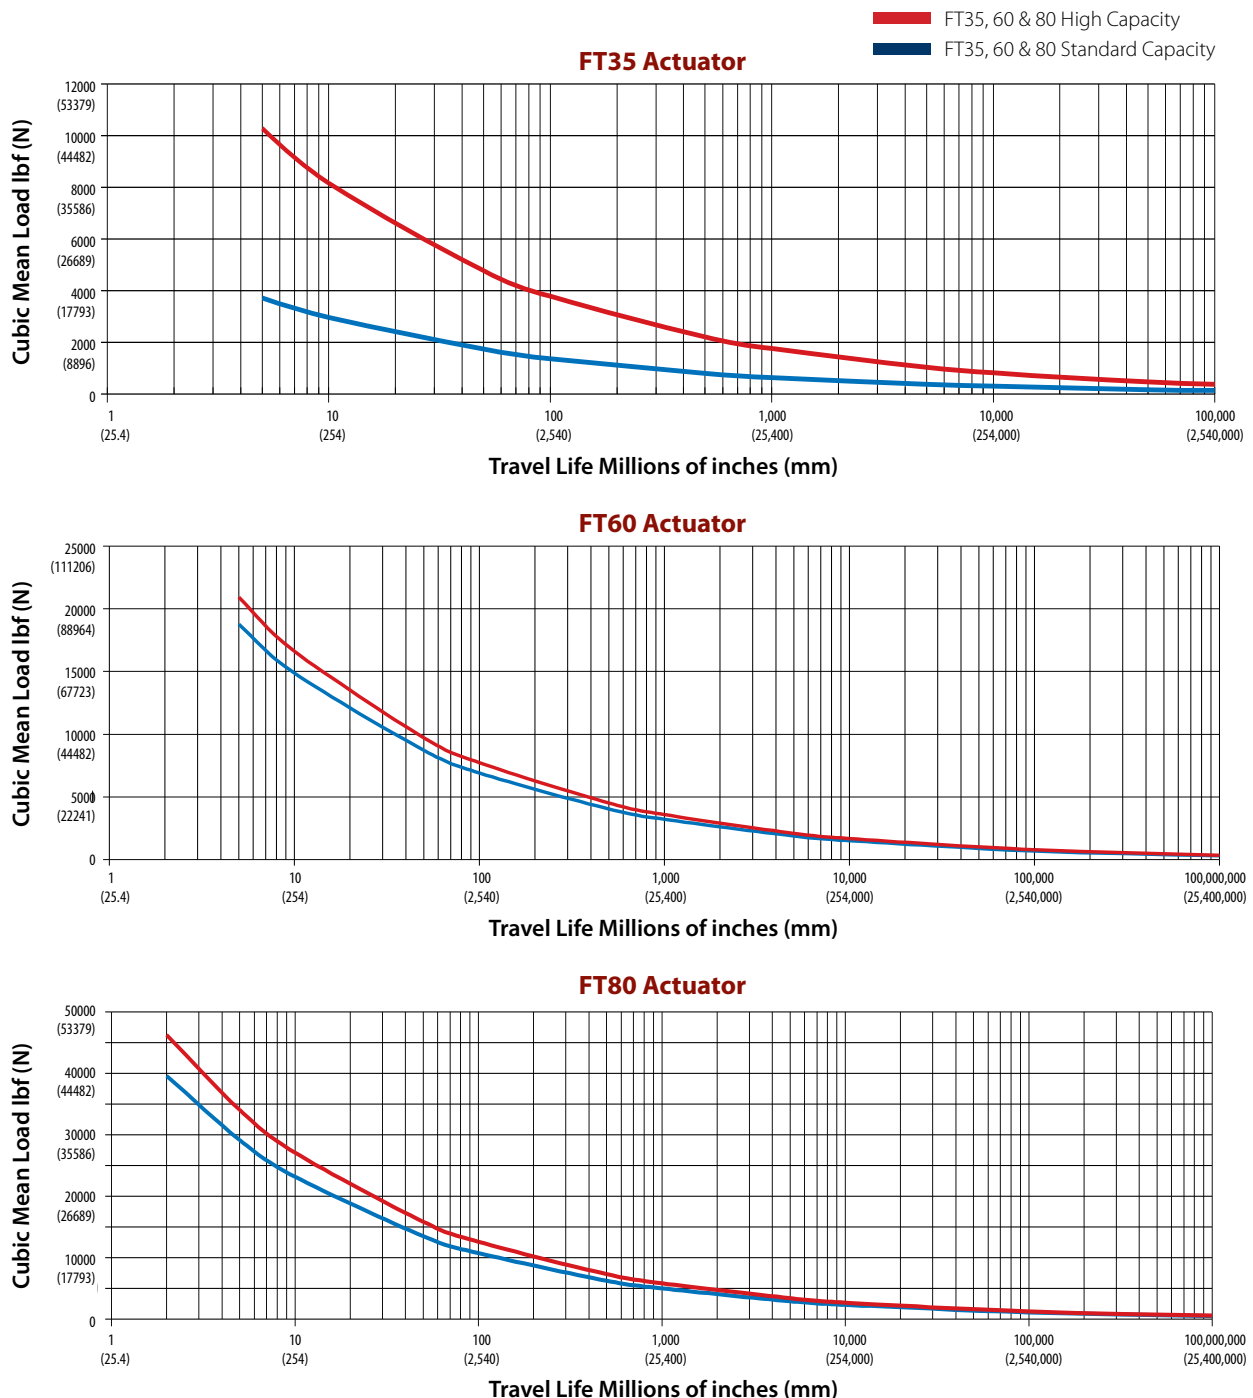 FT35, 60 & 80 High Capacity
FT35, 60 & 80 Standard Capacity
FT35 Actuator
Cubic Mean Load lbf (N)
12000
(53379)
10000
(44482)
8000
(35586)
6000
(26689)
4000
(17793)
2000
(8896)
0
1 10 100 1,000 10,000 100,000
(25.4) (254) (2,540) (25,400) (254,000) (2,540,000)
Travel Life Millions of inches (mm)
FT60 Actuator
Cubic Mean Load lbf (N)
25000
(111206)
20000
(88964)
15000
(67723)
10000
(44482)
5000
(22241)
0
1 10 100 1,000 10,000 100,000 100,000,000
(25.4) (254) (2,540) (25,400) (254,000) (2,540,000) (25,400,000)
Travel Life Millions of inches (mm)
FT80 Actuator
Cubic Mean Load lbf (N)
50000
(53379)
40000
(44482)
30000
(35586)
20000
(26689)
10000
(17793)
0
1 10 100 1,000 10,000 100,000 100,000,000
(25.4) (254) (2,540) (25,400) (254,000) (2,540,000) (25,400,000)
Travel Life Millions of inches (mm)